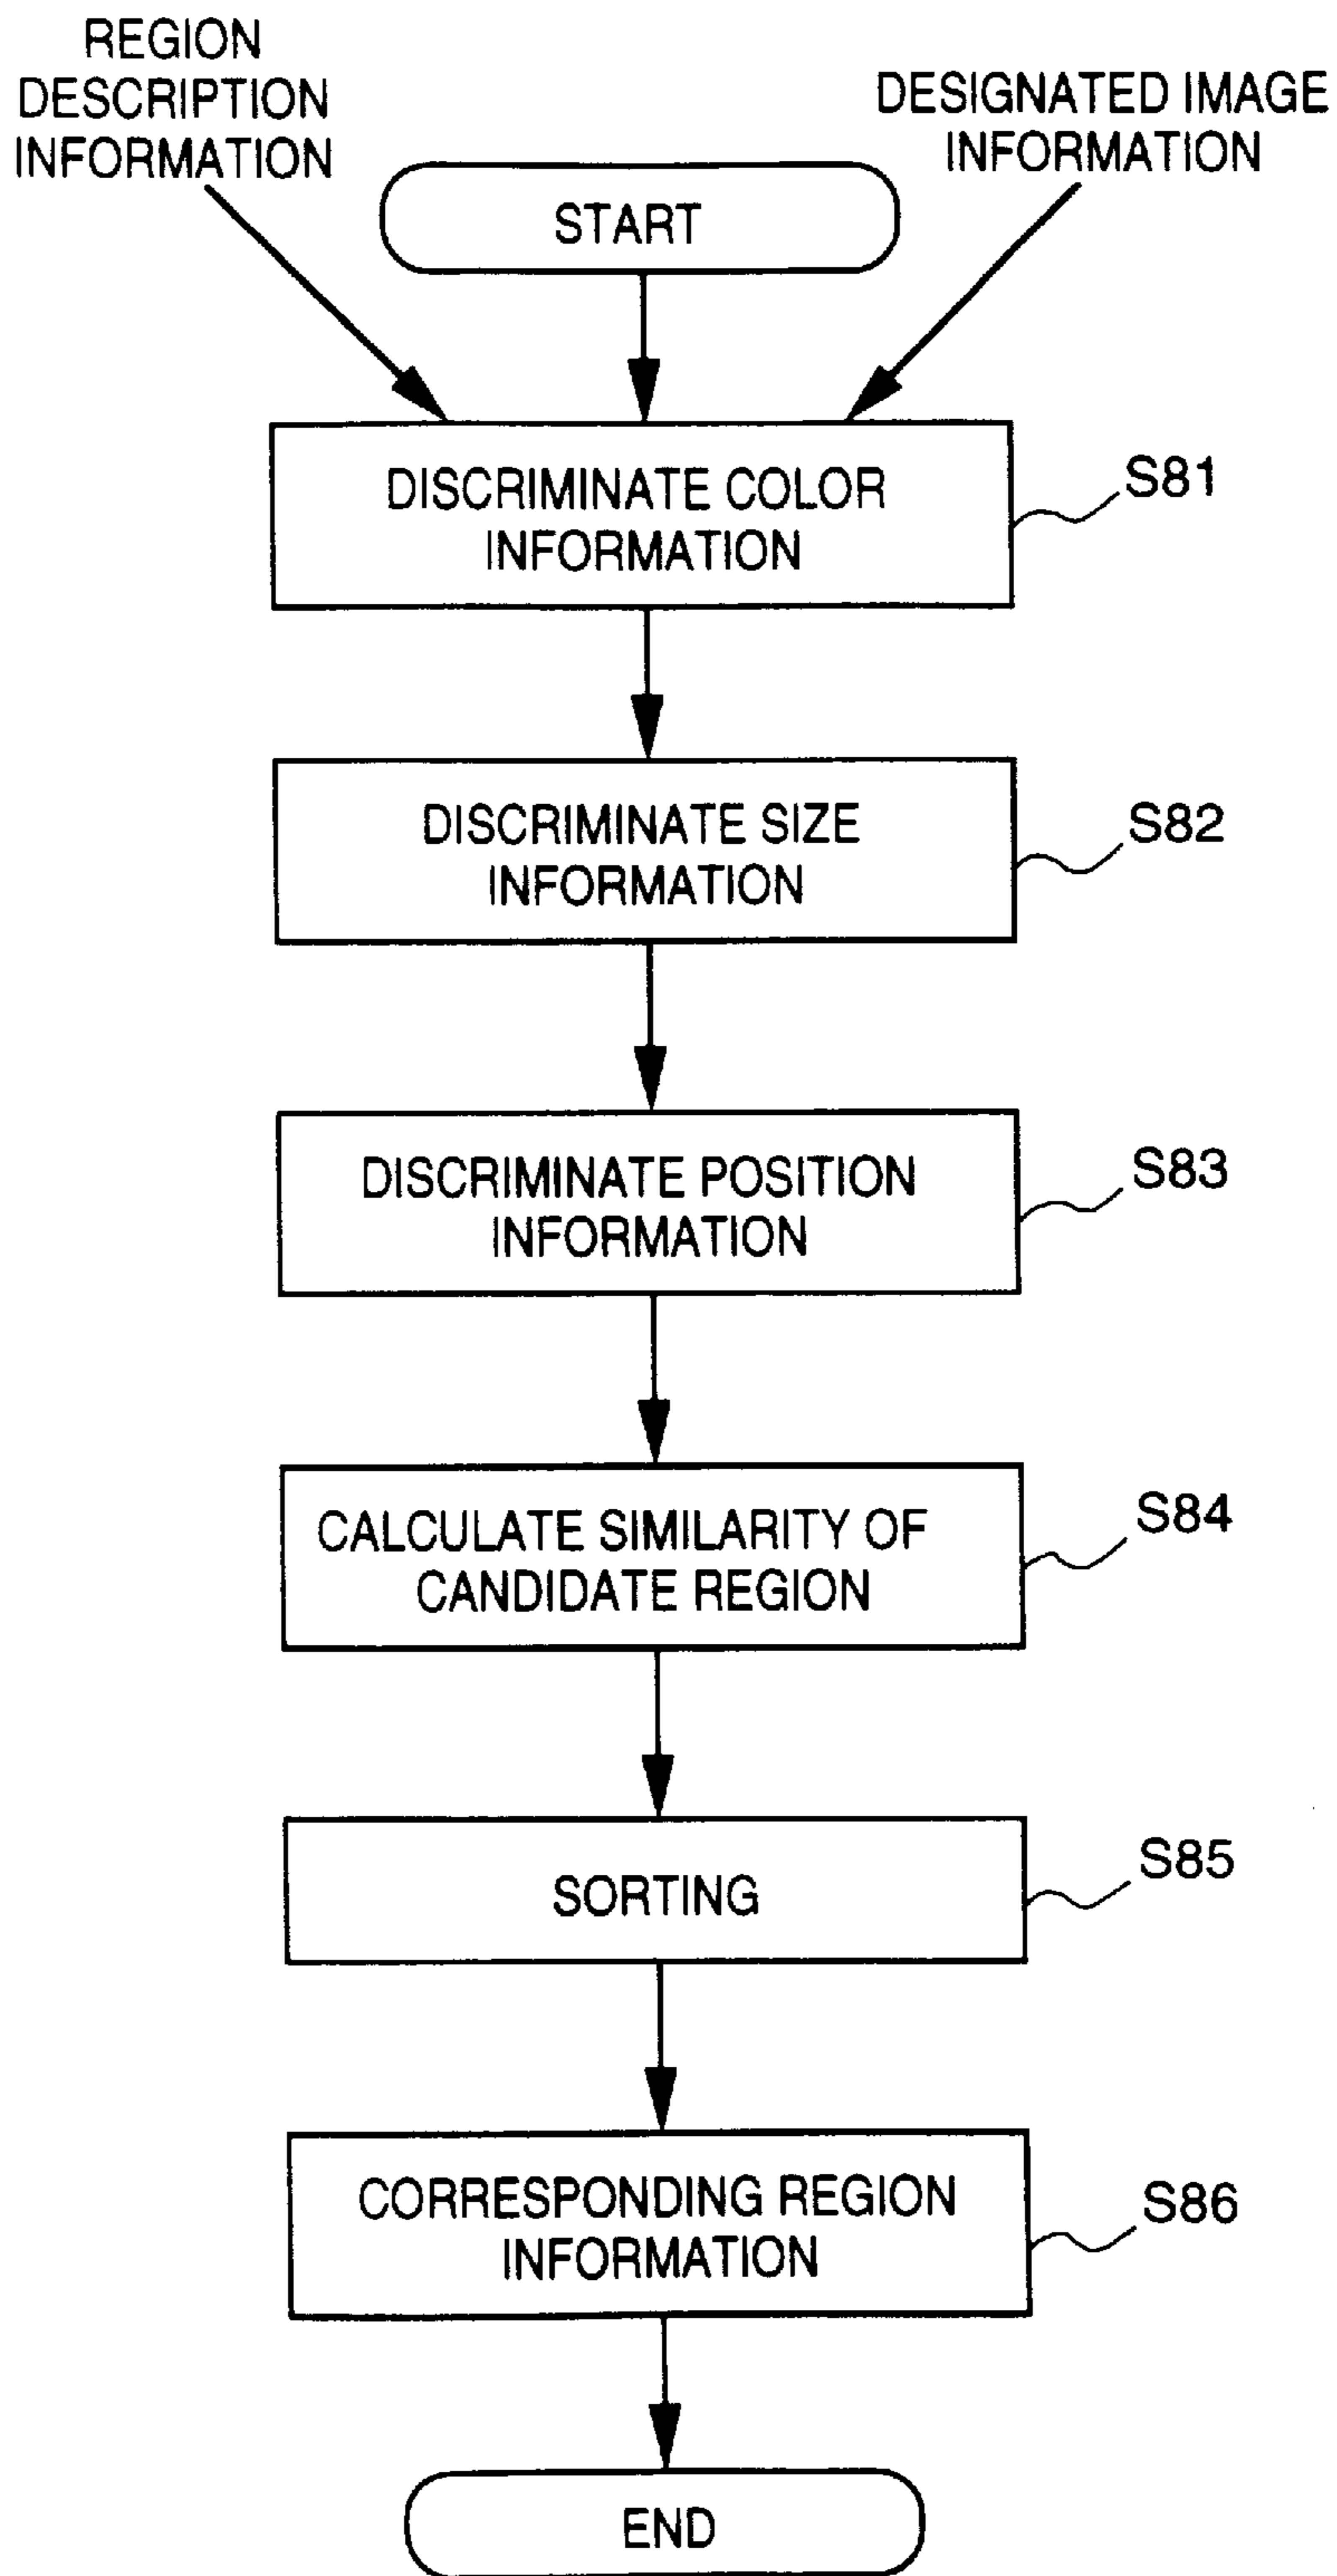 REGION
DESCRIPTION
INFORMATION
DESIGNATED IMAGE
INFORMATION
START
DISCRIMINATE COLOR
INFORMATION
S81
DISCRIMINATE SIZE
INFORMATION
S82
DISCRIMINATE POSITION
INFORMATION
S83
CALCULATE SIMILARITY OF
CANDIDATE REGION
S84
SORTING
S85
CORRESPONDING REGION
INFORMATION
S86
END